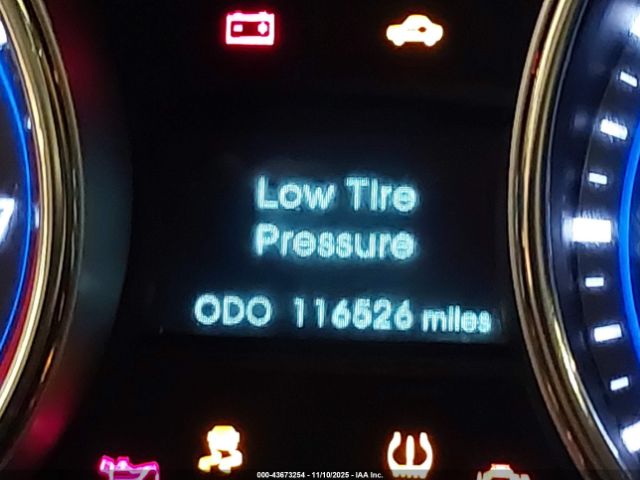 Low Tire
Pressure
ODO 116526 miles
000-43673254 - 11/10/2025 - IAA Inc.